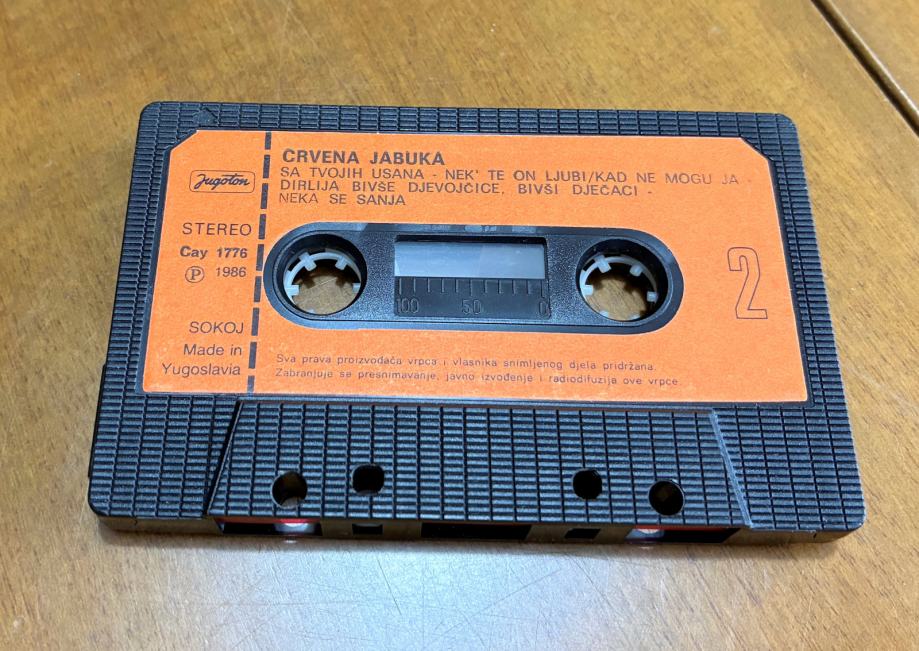 Jugoton
STEREO
Cay 1776
Ⓟ 1986
SOKOJ
Made in
Yugoslavia
CRVENA JABUKA
SA TVOJIH USANA - NEK' TE ON LJUBI/KAD NE MOGU JA -
DIRLIJA BIVŠE DJEVOJČICE, BIVŠI DJEČACI -
NEKA SE SANJA
100 50 0
2
Sva prava proizvođača vrpca i vlasnika snimljenog djela pridržana.
Zabranjuje se presnimavanje, javno izvođenje i radiodifuzija ove vrpce.